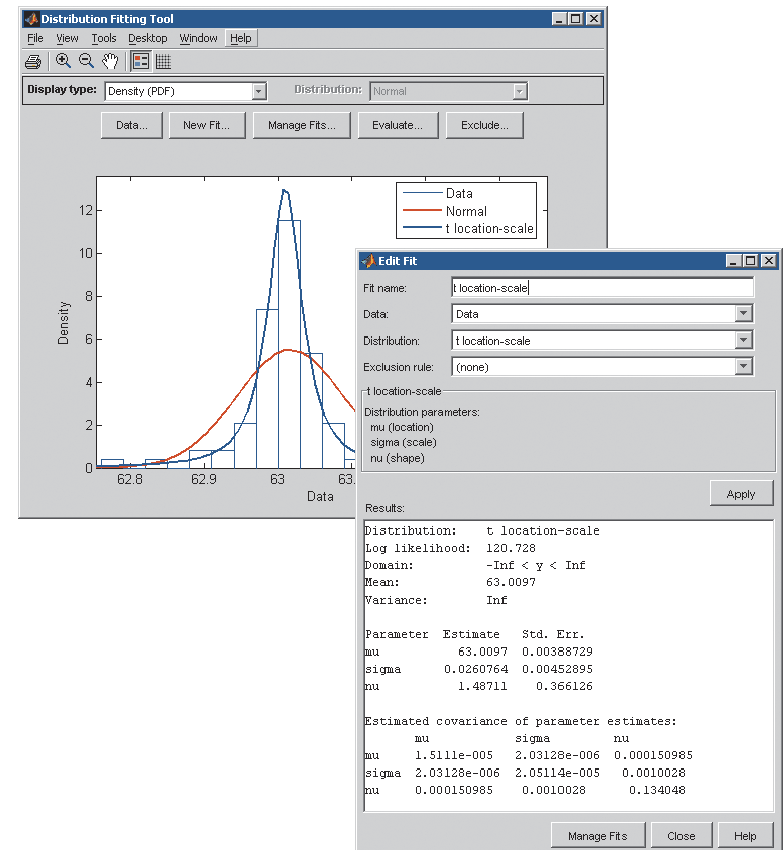 Distribution Fitting Tool
File View Tools Desktop Window Help
Display type: Density (PDF) Distribution: Normal
Data... New Fit... Manage Fits... Evaluate... Exclude...
Data
Normal
t location-scale
12
10
8
6
4
2
0
Density
62.8 62.9 63 63.
Data
Edit Fit
Fit name: t location-scale
Data: Data
Distribution: t location-scale
Exclusion rule: (none)
t location-scale
Distribution parameters:
mu (location)
sigma (scale)
nu (shape)
Apply
Results:
Distribution: t location-scale
Log likelihood: 120.728
Domain: -Inf < y < Inf
Mean: 63.0097
Variance: Inf
Parameter Estimate Std. Err.
mu 63.0097 0.00388729
sigma 0.0260764 0.00452895
nu 1.48711 0.366126
Estimated covariance of parameter estimates:
mu sigma nu
mu 1.5111e-005 2.03128e-006 0.000150985
sigma 2.03128e-006 2.05114e-005 0.0010028
nu 0.000150985 0.0010028 0.134048
Manage Fits Close Help